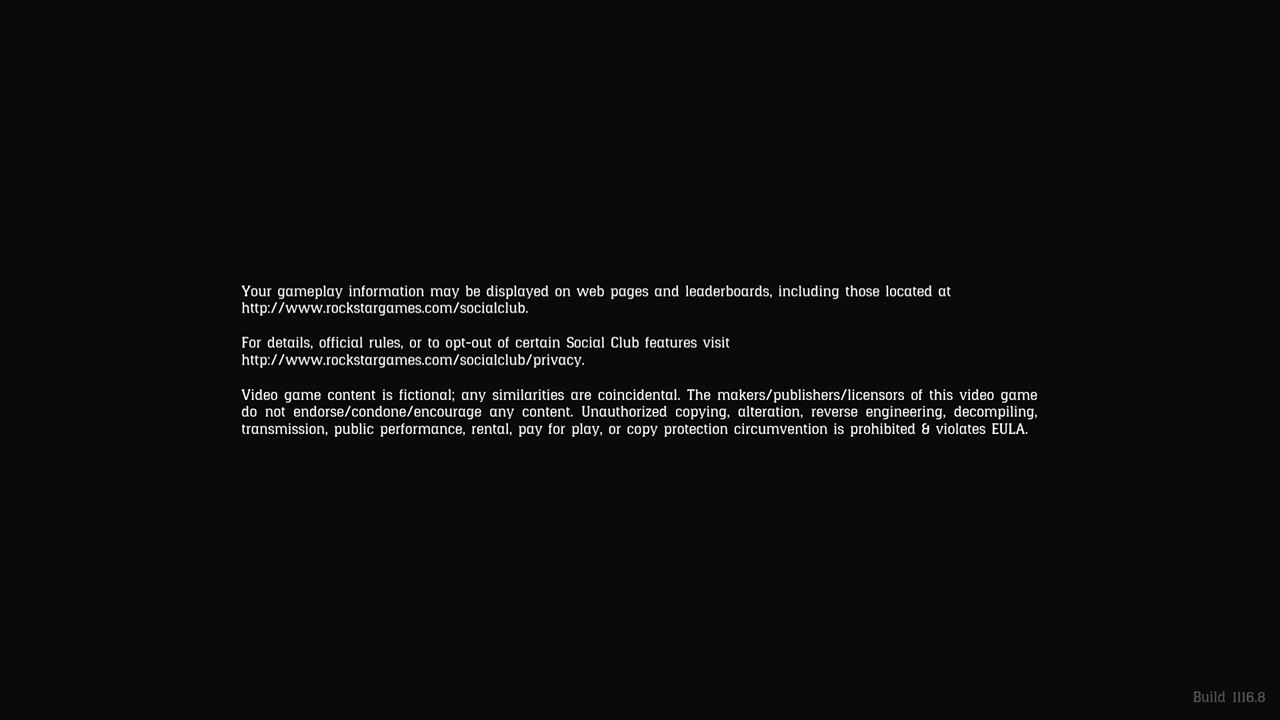 Your gameplay information may be displayed on web pages and leaderboards, including those located at
http://www.rockstargames.com/socialclub.
For details, official rules, or to opt-out of certain Social Club features visit
http://www.rockstargames.com/socialclub/privacy.
Video game content is fictional; any similarities are coincidental. The makers/publishers/licensors of this video game
do not endorse/condone/encourage any content. Unauthorized copying, alteration, reverse engineering, decompiling,
transmission, public performance, rental, pay for play, or copy protection circumvention is prohibited & violates EULA.
Build 1116.8